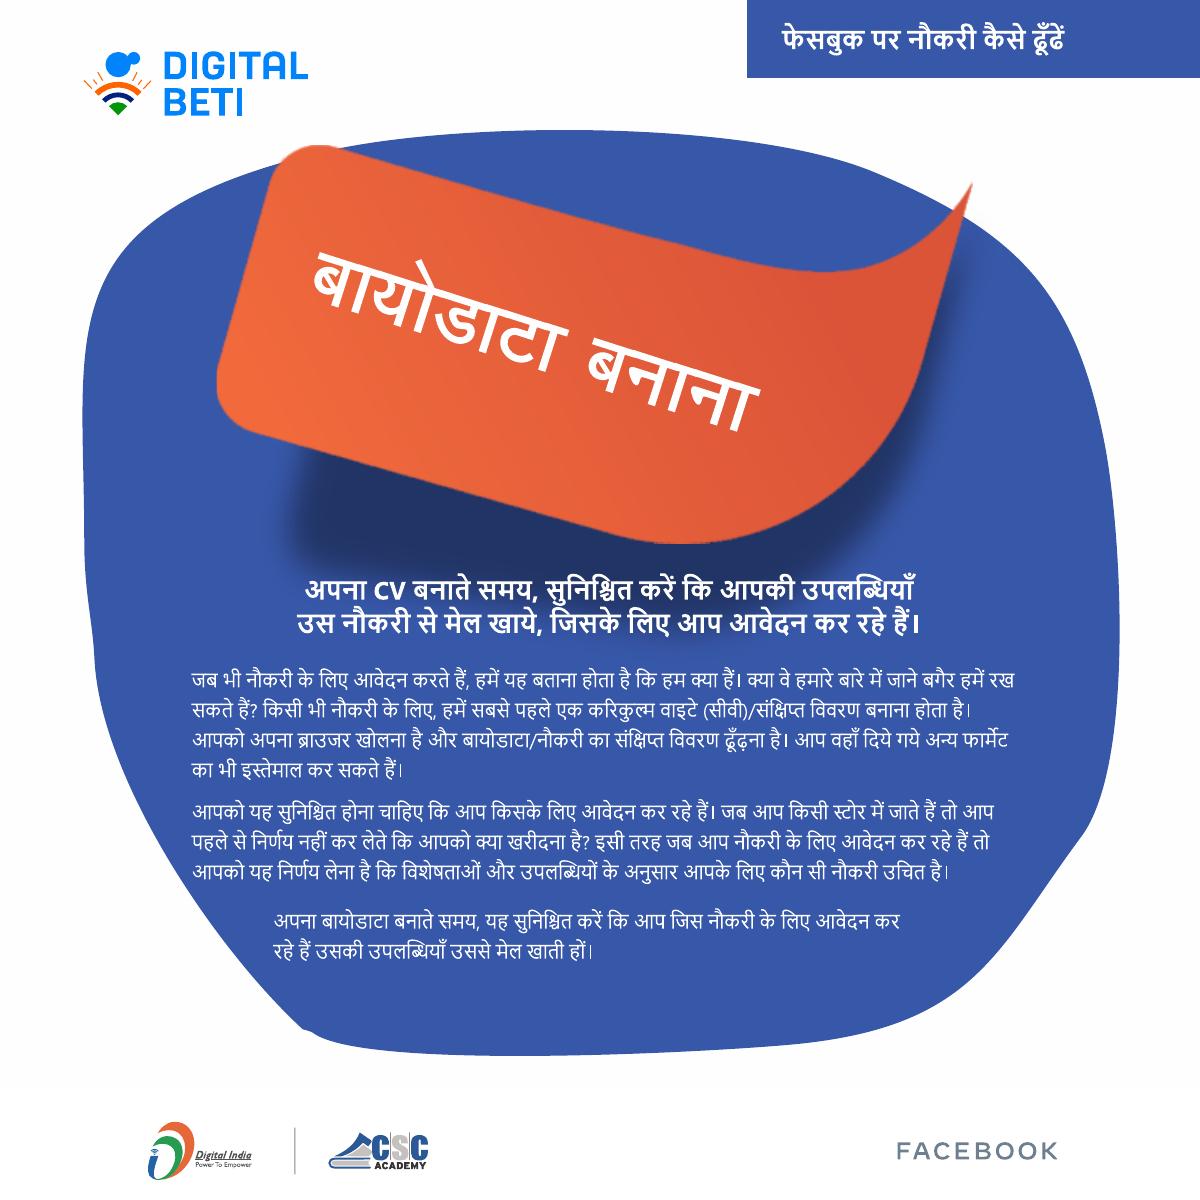 फेसबुक पर नौकरी कैसे ढूँढें
DIGITAL
BETI
बायोडाटा बनाना
अपना CV बनाते समय, सुनिश्चित करें कि आपकी उपलब्धियाँ
उस नौकरी से मेल खाये, जिसके लिए आप आवेदन कर रहे हैं।
जब भी नौकरी के लिए आवेदन करते हैं, हमें यह बताना होता है कि हम क्या हैं। क्या वे हमारे बारे में जाने बगैर हमें रख
सकते हैं? किसी भी नौकरी के लिए, हमें सबसे पहले एक करिकुल्म वाइटे (सीवी)/संक्षिप्त विवरण बनाना होता है।
आपको अपना ब्राउजर खोलना है और बायोडाटा/नौकरी का संक्षिप्त विवरण ढूँढ़ना है। आप वहाँ दिये गये अन्य फार्मेट
का भी इस्तेमाल कर सकते हैं।
आपको यह सुनिश्चित होना चाहिए कि आप किसके लिए आवेदन कर रहे हैं। जब आप किसी स्टोर में जाते हैं तो आप
पहले से निर्णय नहीं कर लेते कि आपको क्या खरीदना है? इसी तरह जब आप नौकरी के लिए आवेदन कर रहे हैं तो
आपको यह निर्णय लेना है कि विशेषताओं और उपलब्धियों के अनुसार आपके लिए कौन सी नौकरी उचित है।
अपना बायोडाटा बनाते समय, यह सुनिश्चित करें कि आप जिस नौकरी के लिए आवेदन कर
रहे हैं उसकी उपलब्धियाँ उससे मेल खाती हों।
Digital India
Power To Empower
CSC
ACADEMY
FACEBOOK